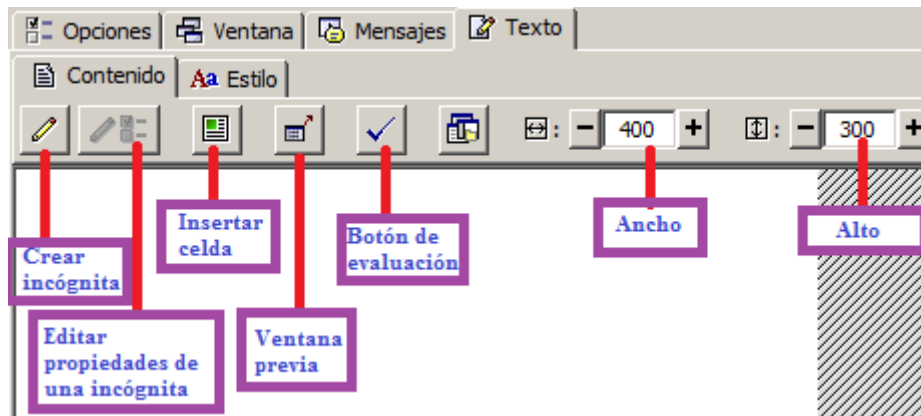 Opciones Ventana Mensajes Texto
Contenido Aa Estilo
: 400 : 300
Crear
incógnita
Insertar
celda
Botón de
evaluación
Ancho
Alto
Editar
propiedades de
una incógnita
Ventana
previa